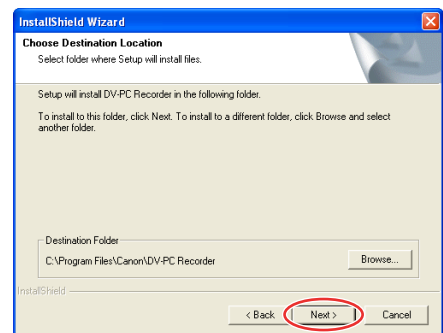 InstallShield Wizard
Choose Destination Location
Select folder where Setup will install files.
Setup will install DV-PC Recorder in the following folder.
To install to this folder, click Next. To install to a different folder, click Browse and select
another folder.
Destination Folder
C:\Program Files\Canon\DV-PC Recorder
Browse...
InstallShield
< Back Next > Cancel